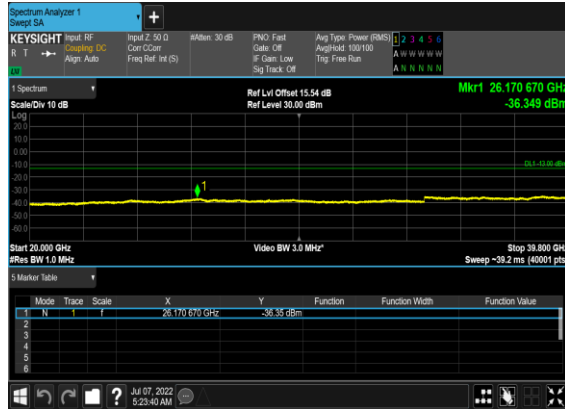 Spectrum Analyzer 1
Swept SA
+
KEYSIGHT Input: RF Input Z: 50 Ω #Atten: 30 dB PNO: Fast Avg Type: Power (RMS) 1 2 3 4 5 6
R T Coupling: DC Corr CCorr Gate: Off Avg|Hold: 100/100 A W W W W W
Align: Auto Freq Ref: Int (S) IF Gain: Low Trig: Free Run
Sig Track: Off A N N N N N
1 Spectrum
Ref Lvl Offset 15.54 dB Mkr1 26.170 670 GHz
Scale/Div 10 dB Ref Level 30.00 dBm -36.349 dBm
Log
20.0
10.0
0.00
-10.0 DL1 -13.00 dBm
-20.0
-30.0 1
-40.0
-50.0
-60.0
Start 20.000 GHz Video BW 3.0 MHz* Stop 39.800 GHz
#Res BW 1.0 MHz Sweep ~39.2 ms (40001 pts)
5 Marker Table
Mode Trace Scale X Y Function Function Width Function Value
1 N 1 f 26.170 670 GHz -36.35 dBm
2
3
4
5
6
? Jul 07, 2022
5:23:40 AM